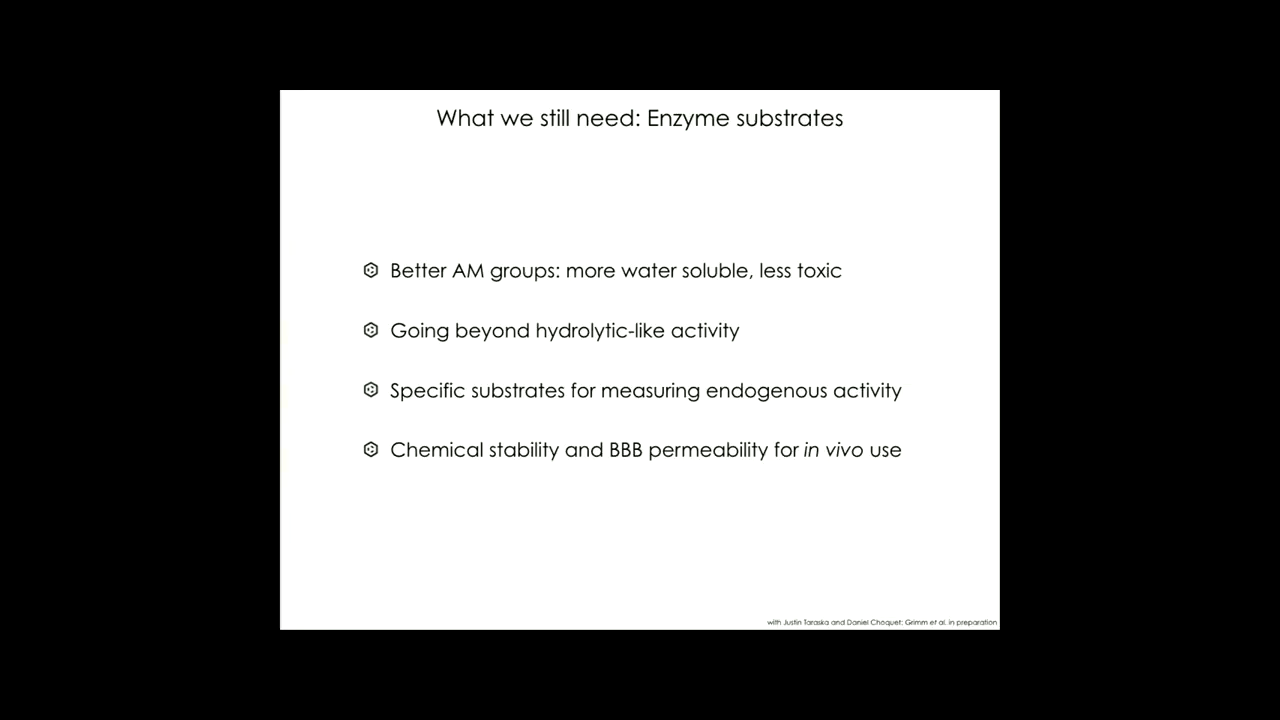 What we still need: Enzyme substrates
Better AM groups: more water soluble, less toxic
Going beyond hydrolytic-like activity
Specific substrates for measuring endogenous activity
Chemical stability and BBB permeability for in vivo use
with Justin Taraska and Daniel Choquet; Grimm et al. in preparation